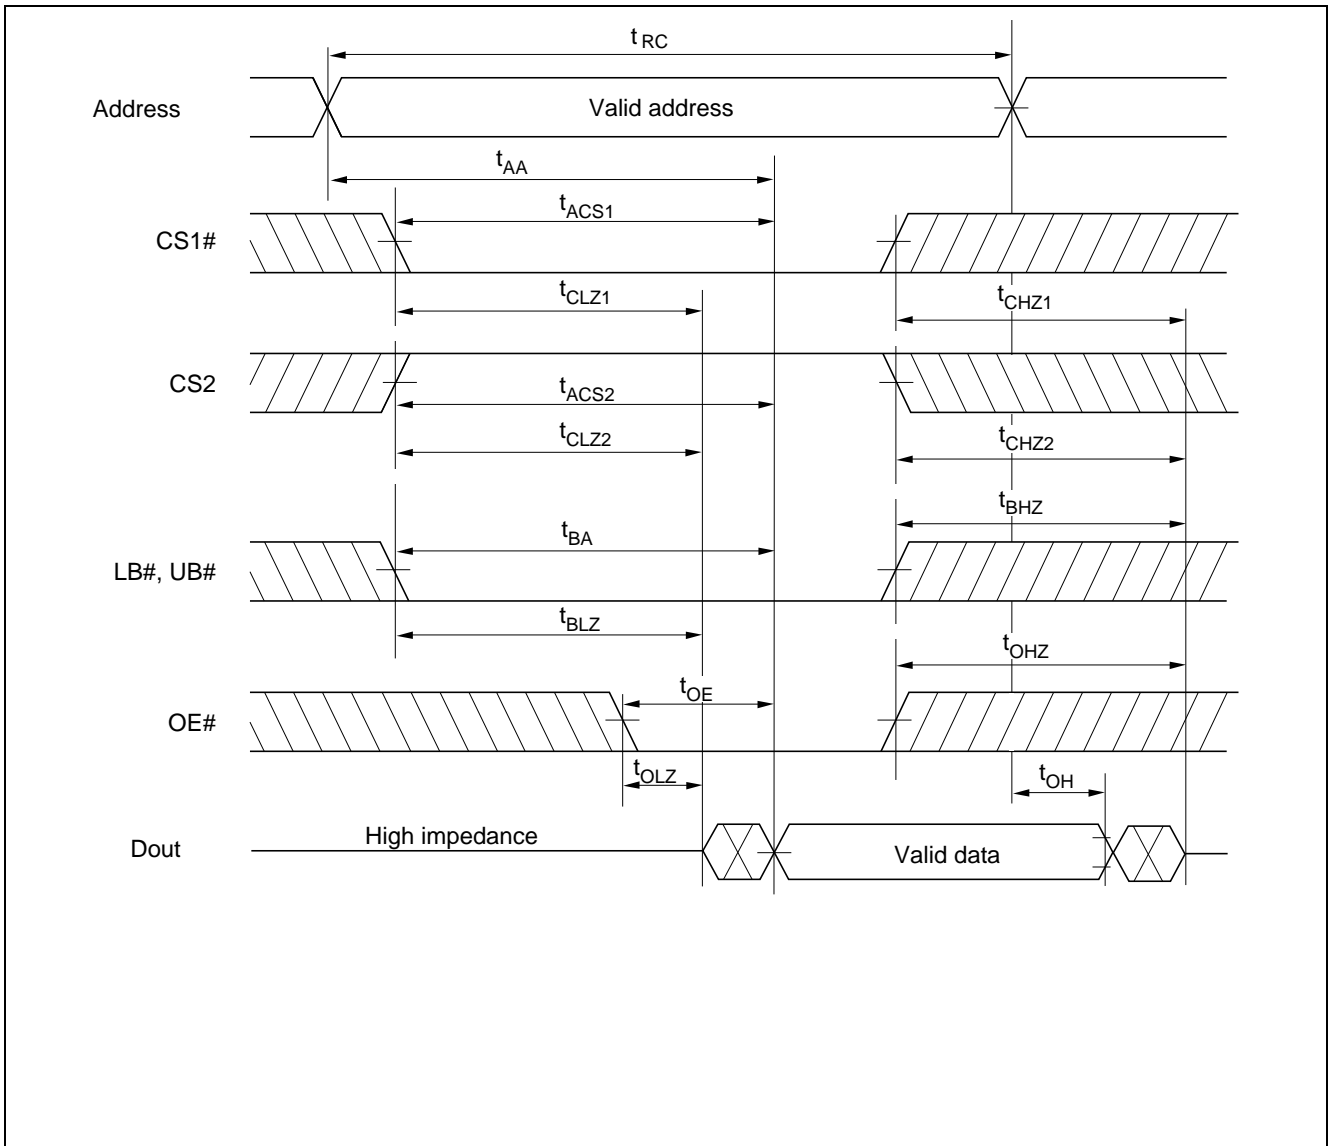 t RC
Address
Valid address
tAA
tACS1
CS1#
tCLZ1
tCHZ1
CS2
tACS2
tCLZ2
tCHZ2
tBHZ
tBA
LB#, UB#
tBLZ
tOHZ
tOE
OE#
tOLZ
tOH
High impedance
Dout
Valid data